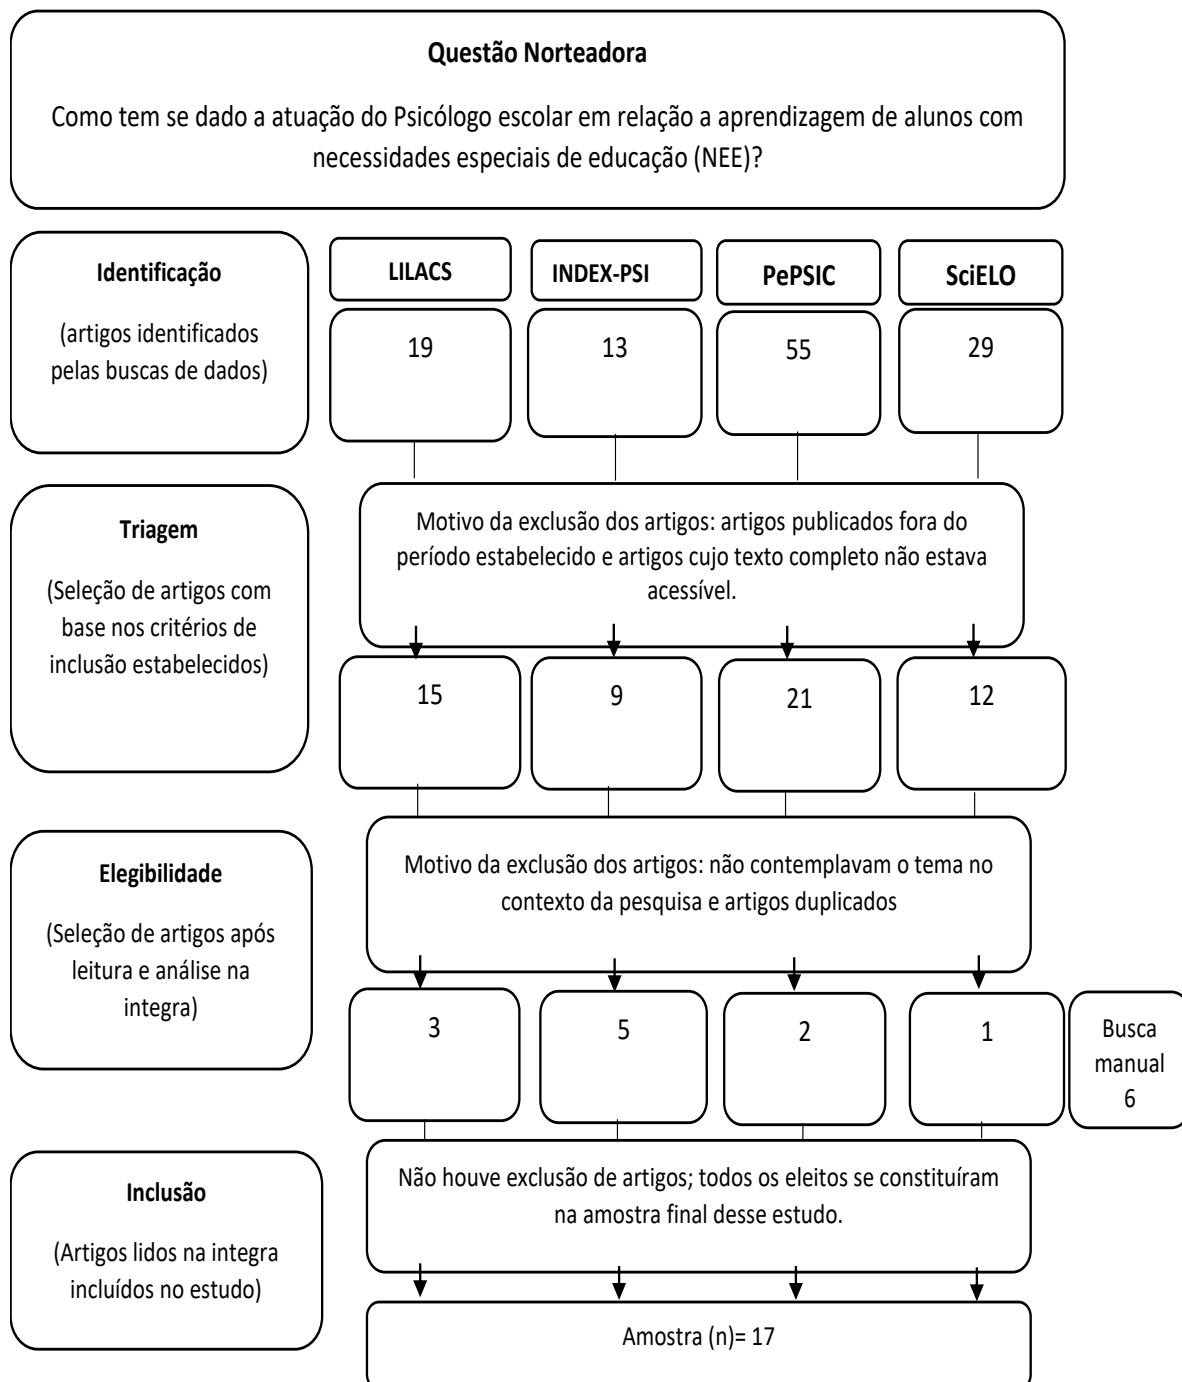 Questão Norteadora
Como tem se dado a atuação do Psicólogo escolar em relação a aprendizagem de alunos com
necessidades especiais de educação (NEE)?
Identificação
(artigos identificados
pelas buscas de dados)
LILACS
INDEX-PSI
PePSIC
SciELO
19
13
55
29
Triagem
(Seleção de artigos com
base nos critérios de
inclusão estabelecidos)
Motivo da exclusão dos artigos: artigos publicados fora do
período estabelecido e artigos cujo texto completo não estava
acessível.
15
9
21
12
Elegibilidade
(Seleção de artigos após
leitura e análise na
integra)
Motivo da exclusão dos artigos: não contemplavam o tema no
contexto da pesquisa e artigos duplicados
3
5
2
1
Busca
manual
6
Inclusão
(Artigos lidos na integra
incluídos no estudo)
Não houve exclusão de artigos; todos os eleitos se constituíram
na amostra final desse estudo.
Amostra (n)= 17